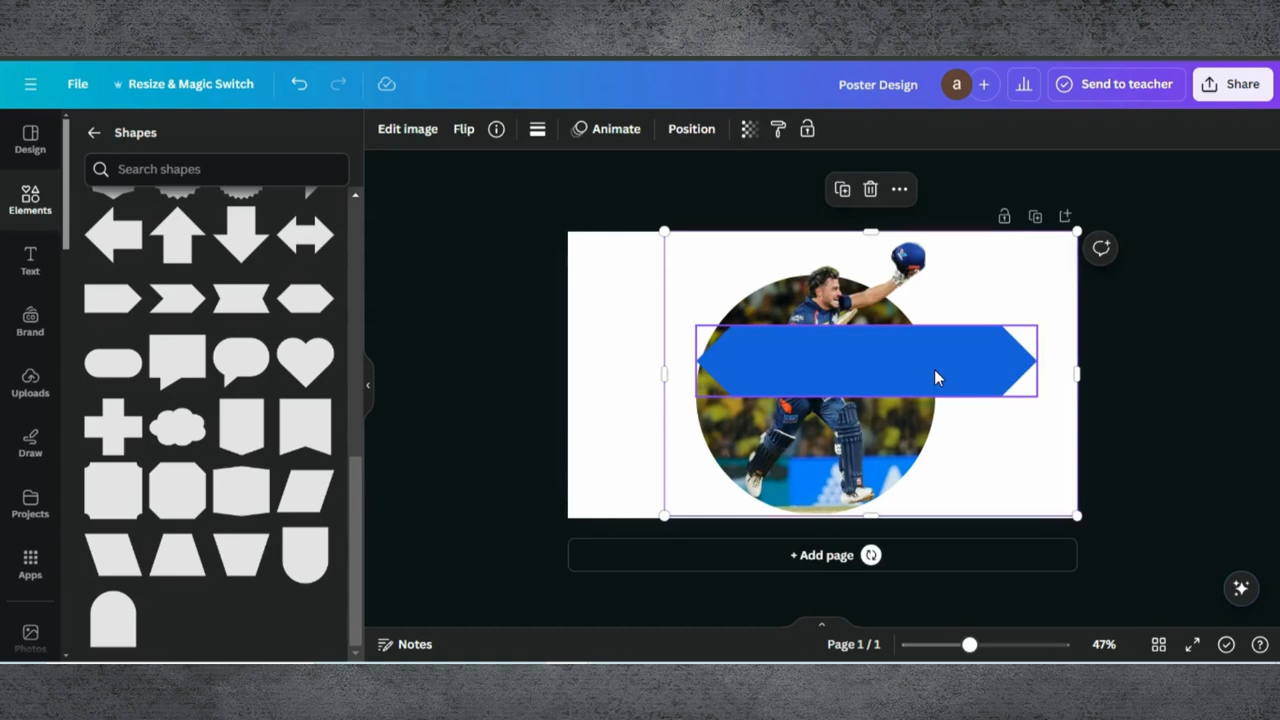 File
Resize & Magic Switch
Poster Design
a
Send to teacher
Share
Design
Elements
Text
Brand
Uploads
Draw
Projects
Apps
Photos
Shapes
Search shapes
Edit image
Flip
Animate
Position
+ Add page
Notes
Page 1 / 1
47%